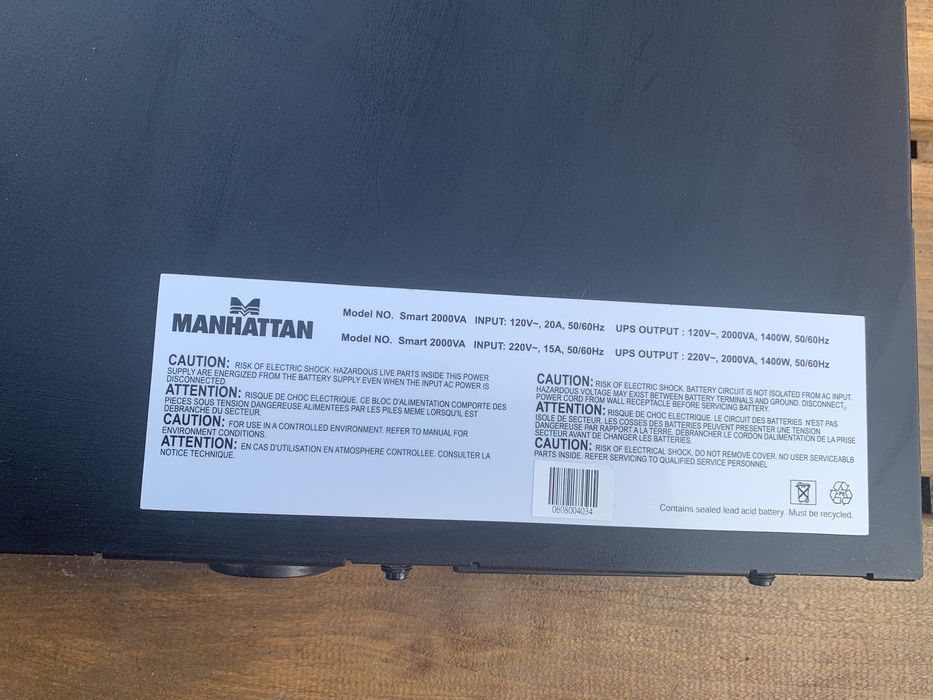 MANHATTAN
Model NO. Smart 2000VA INPUT: 120V~, 20A, 50/60Hz UPS OUTPUT : 120V~, 2000VA, 1400W, 50/60Hz
Model NO. Smart 2000VA INPUT: 220V~, 15A, 50/60Hz UPS OUTPUT : 220V~, 2000VA, 1400W, 50/60Hz
CAUTION: RISK OF ELECTRIC SHOCK. HAZARDOUS LIVE PARTS INSIDE THIS POWER
SUPPLY ARE ENERGIZED FROM THE BATTERY SUPPLY EVEN WHEN THE INPUT AC POWER IS
DISCONNECTED
ATTENTION: RISQUE DE CHOC ELECTRIQUE. CE BLOC D'ALIMENTATION COMPORTE DES
PIECES SOUS TENSION DANGEREUSE ALIMENTEES PAR LES PILES MEME LORSQU'IL EST
DEBRANCHE DU SECTEUR.
CAUTION: FOR USE IN A CONTROLLED ENVIRONMENT. REFER TO MANUAL FOR
ENVIRONMENT CONDITIONS.
ATTENTION: EN CAS D'UTILISATION EN ATMOSPHERE CONTROLLEE. CONSULTER LA
NOTICE TECHNIQUE.
CAUTION: RISK OF ELECTRIC SHOCK. BATTERY CIRCUIT IS NOT ISOLATED FROM AC INPUT.
HAZARDOUS VOLTAGE MAY EXIST BETWEEN BATTERY TERMINALS AND GROUND. DISCONNECT
POWER CORD FROM WALL RECEPTACLE BEFORE SERVICING BATTERY.
ATTENTION: RISQUE DE CHOC ELECTRIQUE. LE CIRCUIT DES BATTERIES N'EST PAS
ISOLE DE SECTEUR. LES COSSES DES BATTERIES PEUVENT PRESENTER UNE TENSION
DANGEREUSE PAR RAPPORT A LA TERRE. DEBRANCHER LE CORDON DALIMENTATION DE LA PRISE
SECTEUR AVANT DE CHANGER LES BATTERIES.
CAUTION: RISK OF ELECTRICAL SHOCK, DO NOT REMOVE COVER. NO USER SERVICEABLB
PARTS INSIDE. REFER SERVICING TO QUALIFIED SERVICE PERSONNEL
0608004034
Contains sealed lead acid battery. Must be recycled.